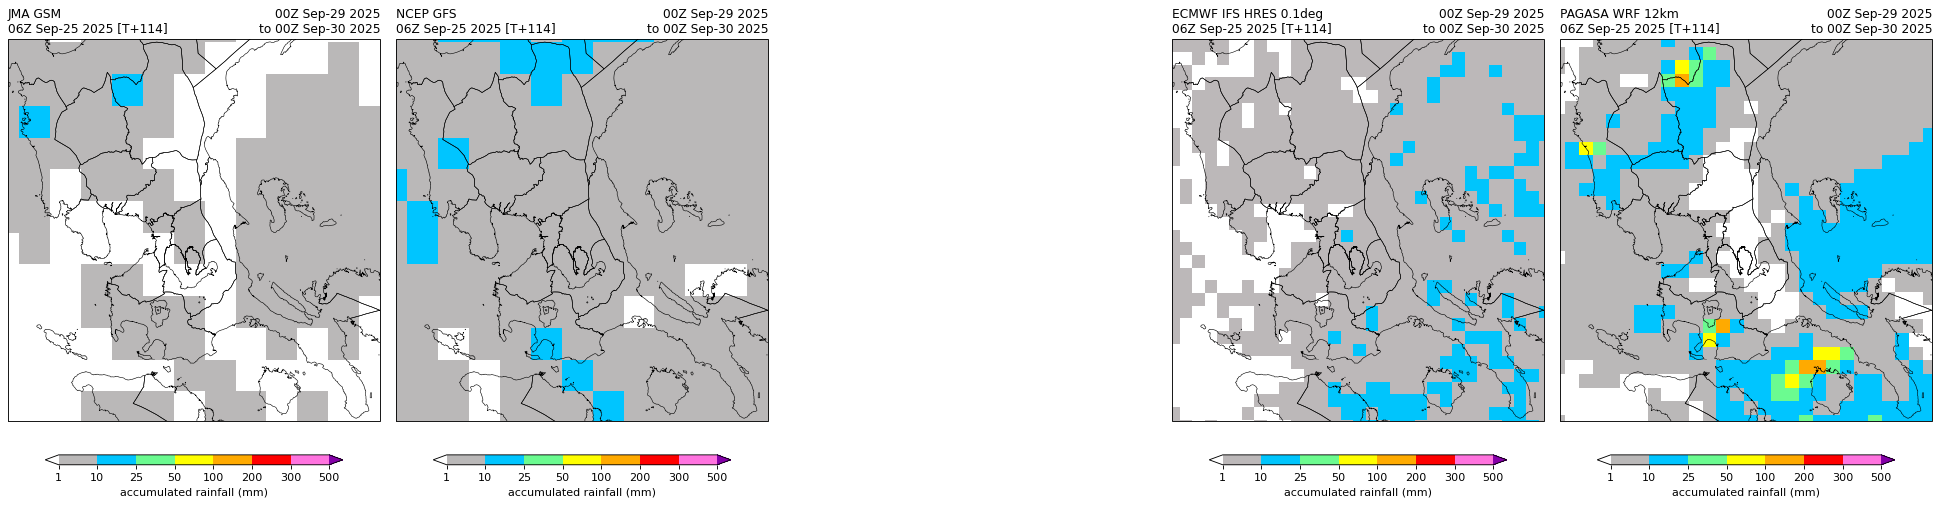 JMA GSM 00Z Sep-29 2025
06Z Sep-25 2025 [T+114] to 00Z Sep-30 2025
1 10 25 50 100 200 300 500
accumulated rainfall (mm)
NCEP GFS 00Z Sep-29 2025
06Z Sep-25 2025 [T+114] to 00Z Sep-30 2025
1 10 25 50 100 200 300 500
accumulated rainfall (mm)
ECMWF IFS HRES 0.1deg 00Z Sep-29 2025
06Z Sep-25 2025 [T+114] to 00Z Sep-30 2025
1 10 25 50 100 200 300 500
accumulated rainfall (mm)
PAGASA WRF 12km 00Z Sep-29 2025
06Z Sep-25 2025 [T+114] to 00Z Sep-30 2025
1 10 25 50 100 200 300 500
accumulated rainfall (mm)